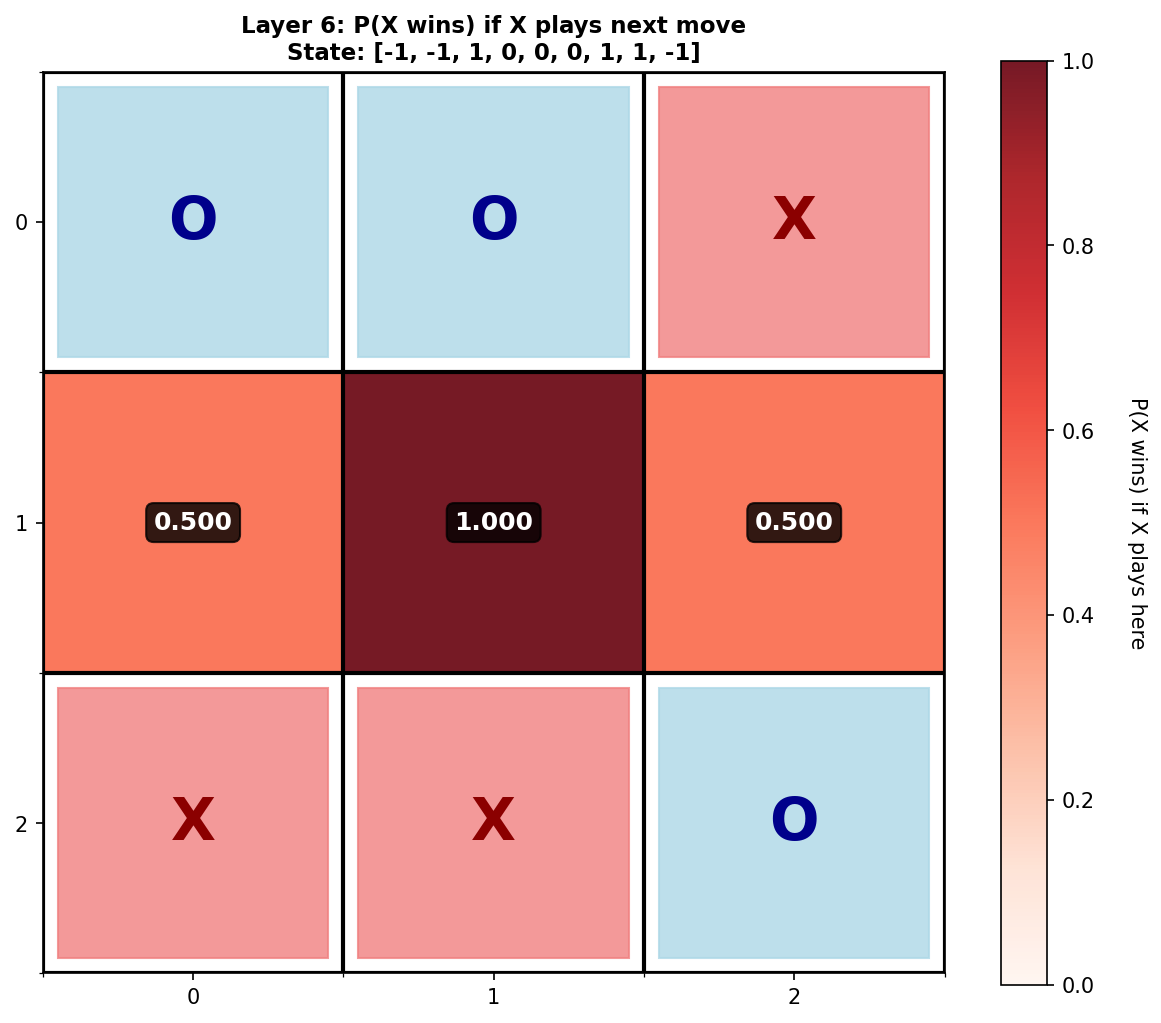 Layer 6: P(X wins) if X plays next move
State: [-1, -1, 1, 0, 0, 0, 1, 1, -1]
0
O
O
X
1
0.500
1.000
0.500
2
X
X
O
0
1
2
1.0
0.8
0.6
0.4
0.2
0.0
P(X wins) if X plays here